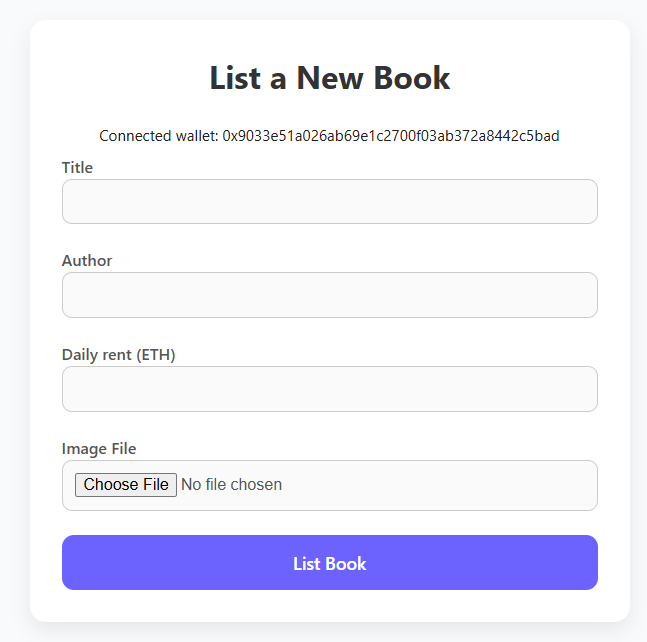 List a New Book
Connected wallet: 0x9033e51a026ab69e1c2700f03ab372a8442c5bad
Title
Author
Daily rent (ETH)
Image File
Choose File No file chosen
List Book